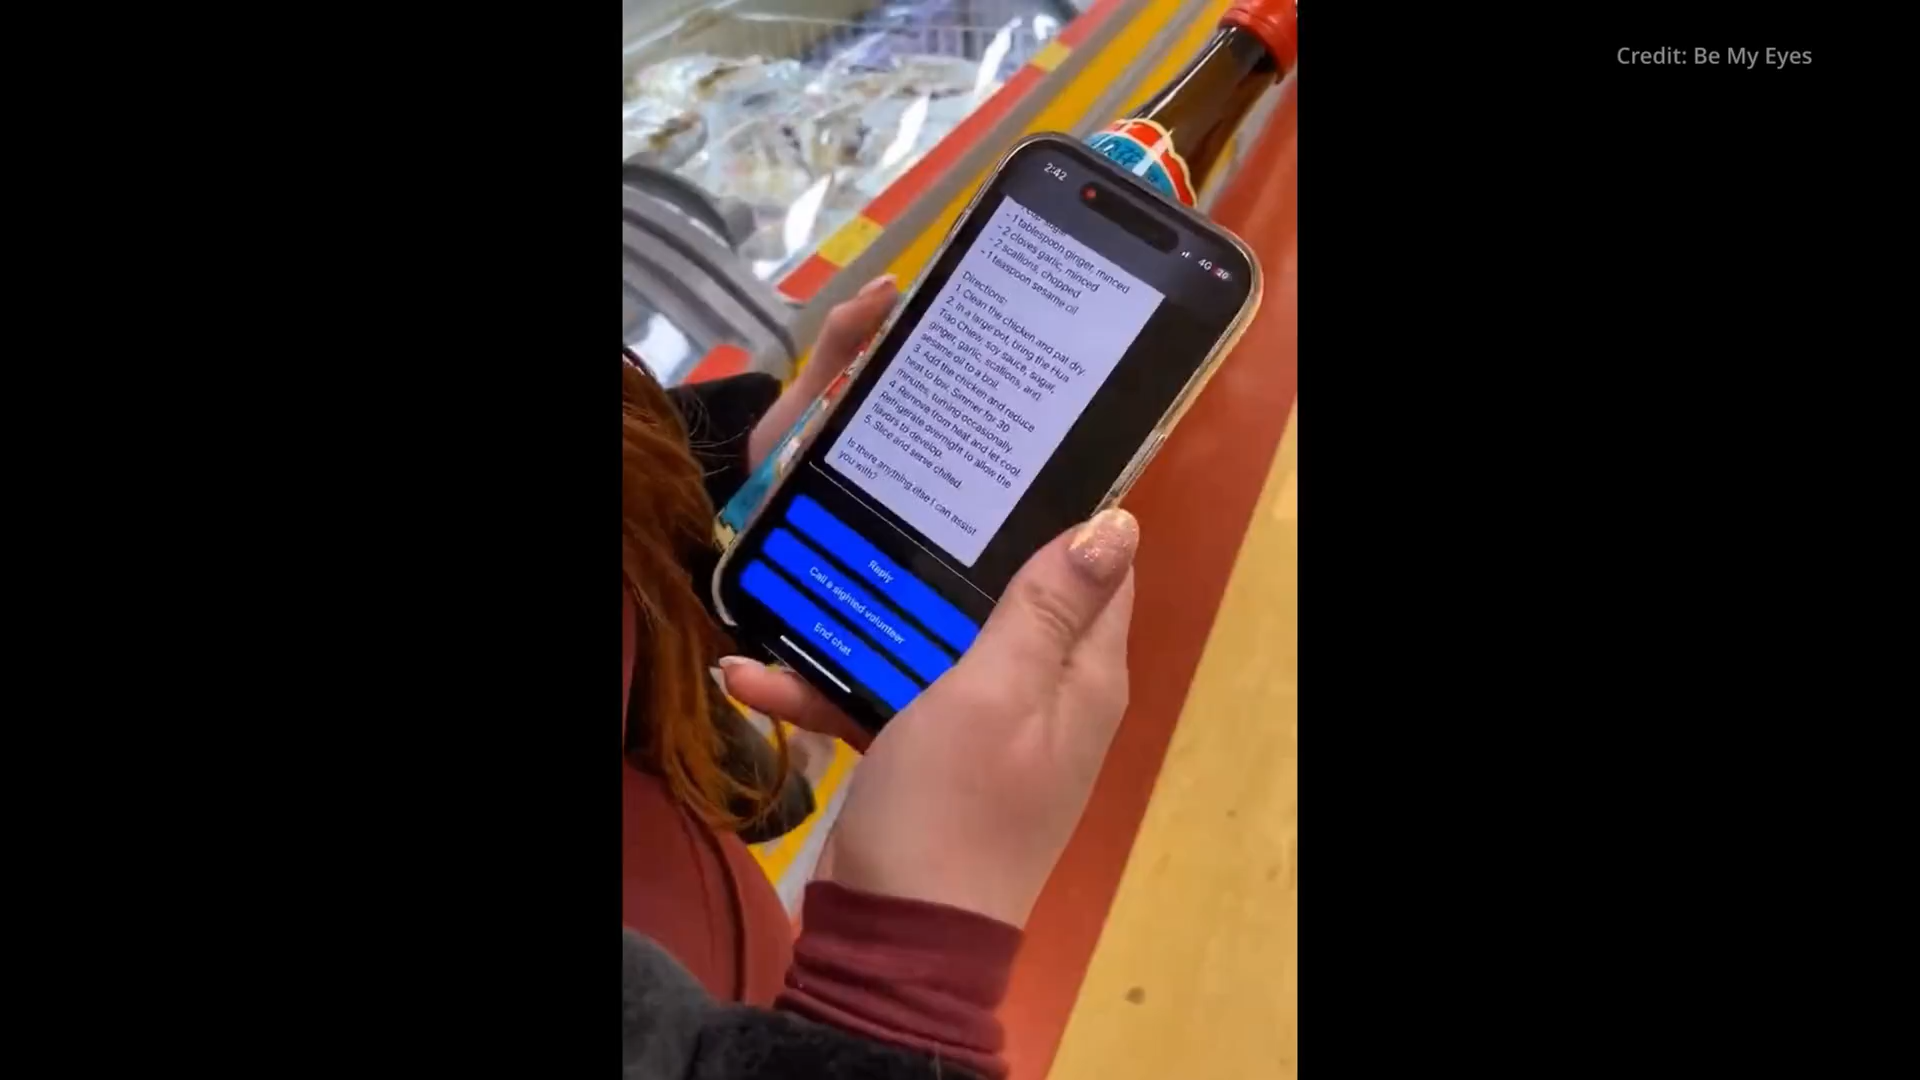 Credit: Be My Eyes
2:42
4G 20
- 1 tablespoon ginger, minced
- 2 cloves garlic, minced
- 2 scallions, chopped
- 1 teaspoon sesame oil
Directions:
1. Clean the chicken and pat dry.
2. In a large pot, bring the Hua
Tiao Chiew, soy sauce, sugar,
ginger, garlic, scallions, and
sesame oil to a boil.
3. Add the chicken and reduce
heat to low. Simmer for 30
minutes, turning occasionally.
4. Remove from heat and let cool.
Refrigerate overnight to allow the
flavors to develop.
5. Slice and serve chilled.
Is there anything else I can assist
you with?
Reply
Call a sighted volunteer
End chat